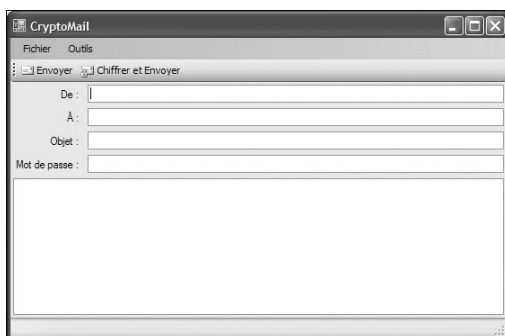 CryptoMail
Fichier Outils
Envoyer Chiffrer et Envoyer
De :
À :
Objet :
Mot de passe :